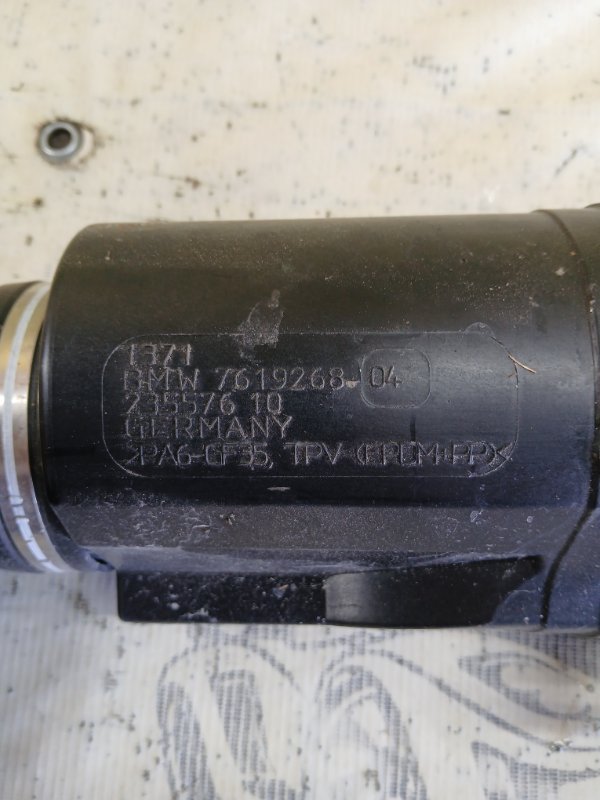 1371
BMW 7619268 04
235576 10
GERMANY
>PA6-GF35, TPV-(EPDM+PP)<